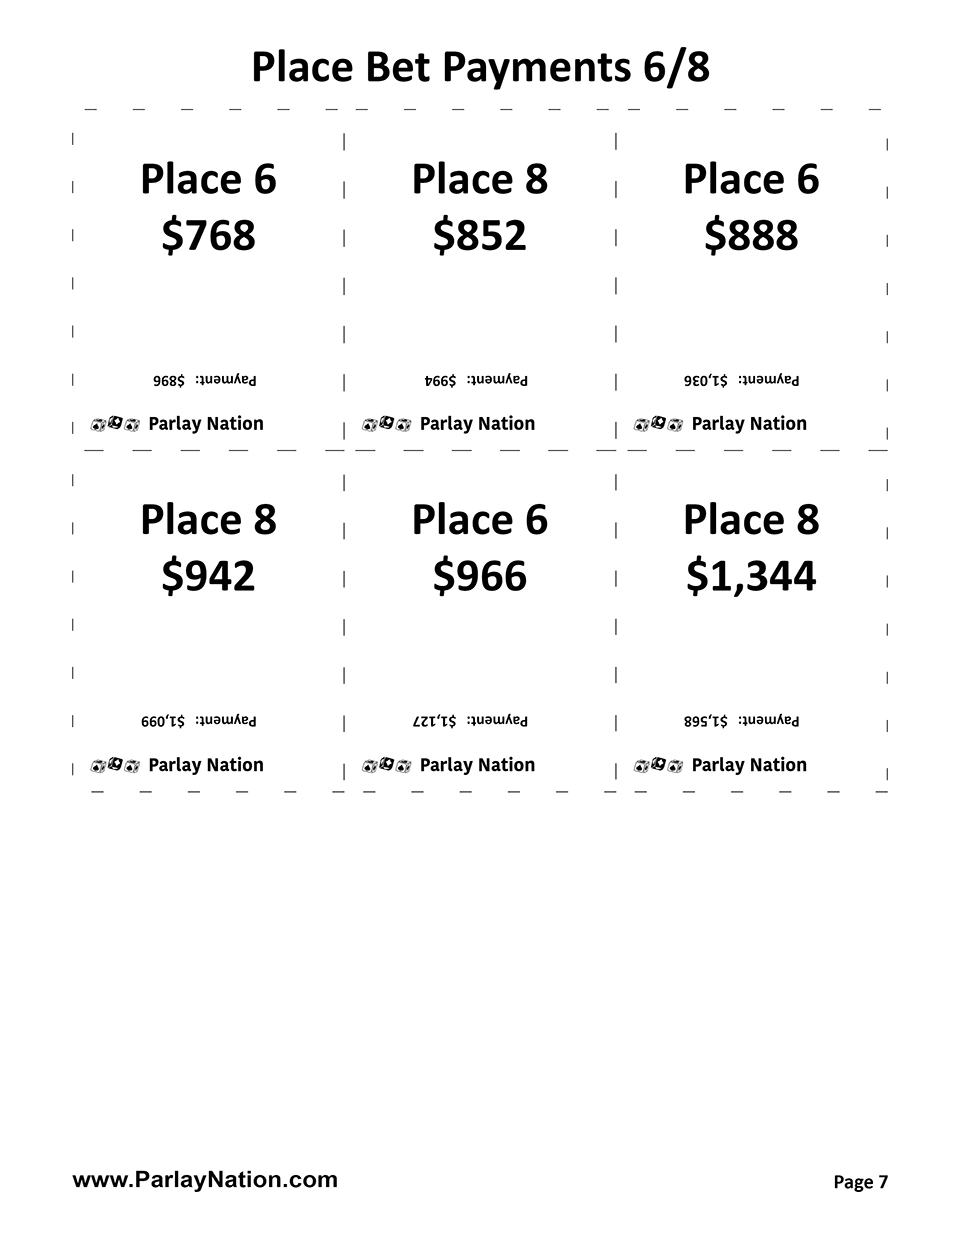 Place Bet Payments 6/8
Place 6
$768
Payment: $896
Parlay Nation
Place 8
$852
Payment: $994
Parlay Nation
Place 6
$888
Payment: $1,036
Parlay Nation
Place 8
$942
Payment: $1,099
Parlay Nation
Place 6
$966
Payment: $1,127
Parlay Nation
Place 8
$1,344
Payment: $1,568
Parlay Nation
www.ParlayNation.com
Page 7